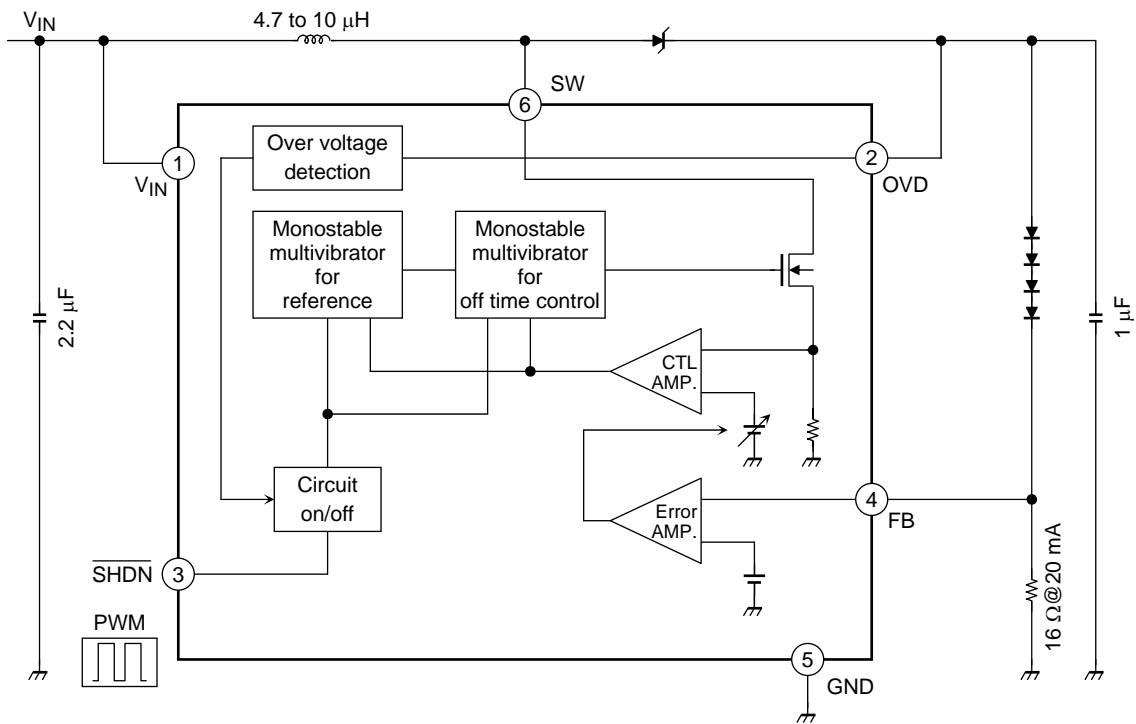 VIN
4.7 to 10 μH
SW
6
Over voltage
detection
1
VIN
2
OVD
Monostable
multivibrator
for
reference
Monostable
multivibrator
for
off time control
2.2 μF
1 μF
CTL
AMP.
Circuit
on/off
Error
AMP.
4
FB
SHDN
3
16 Ω@20 mA
PWM
5
GND